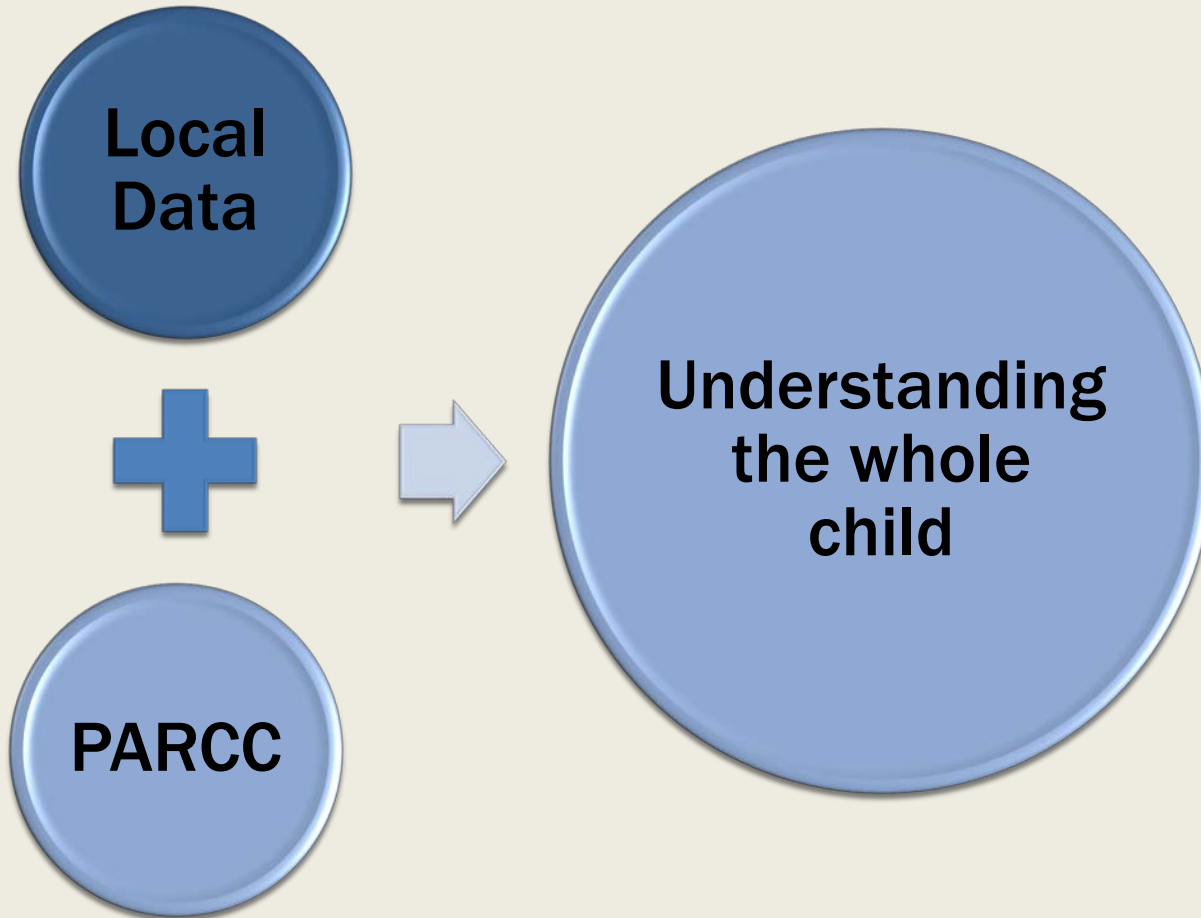 Local
Data
PARCC
Understanding
the whole
child